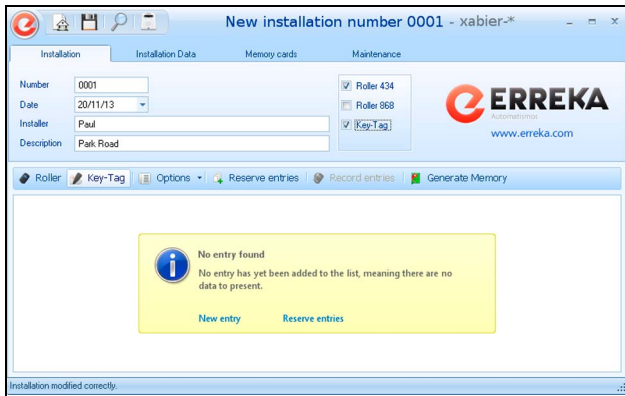 New installation number 0001 - xabier-*
Installation Installation Data Memory cards Maintenance
Number 0001
Date 20/11/13
Installer Paul
Description Park Road
Roller 434
Roller 868
Key-Tag
ERREKA
Automatismos
www.erreka.com
Roller Key-Tag Options Reserve entries Record entries Generate Memory
No entry found
No entry has yet been added to the list, meaning there are no
data to present.
New entry Reserve entries
Installation modified correctly.